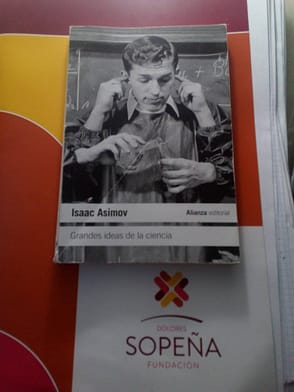 Isaac Asimov
Alianza editorial
Grandes ideas de la ciencia
DOLORES
SOPEÑA
FUNDACIÓN